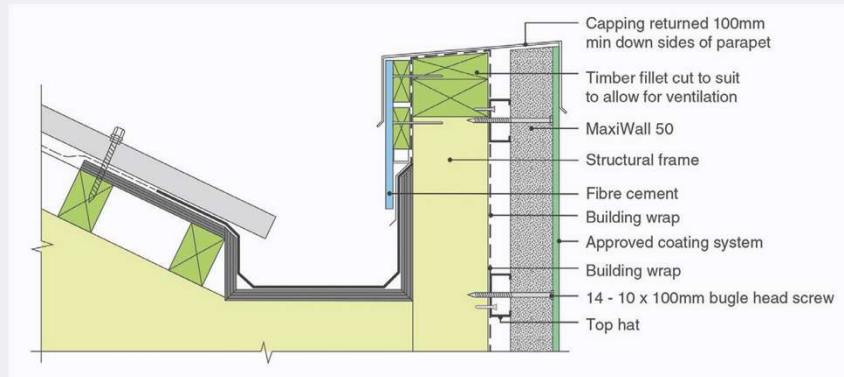 Capping returned 100mm
min down sides of parapet
Timber fillet cut to suit
to allow for ventilation
MaxiWall 50
Structural frame
Fibre cement
Building wrap
Approved coating system
Building wrap
14 - 10 x 100mm bugle head screw
Top hat